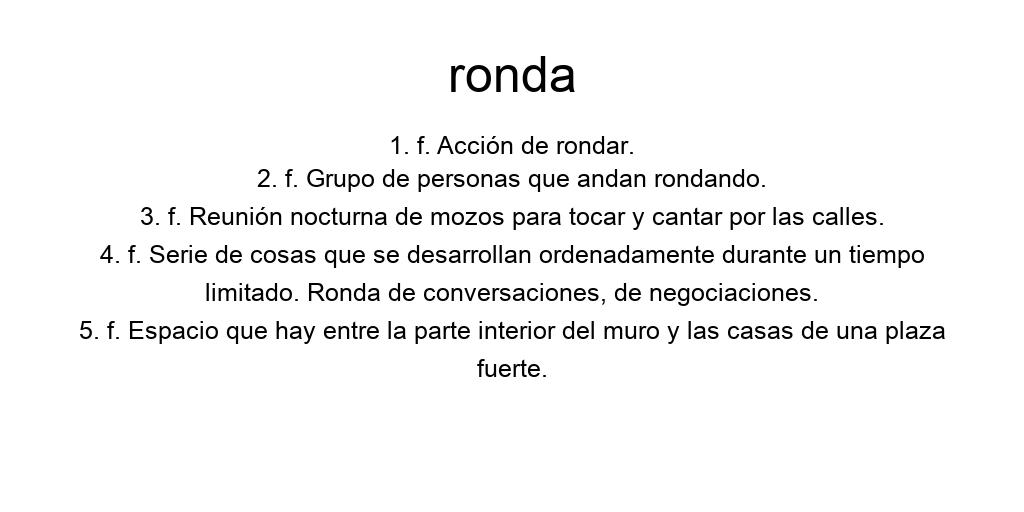 ronda
1. f. Acción de rondar.
2. f. Grupo de personas que andan rondando.
3. f. Reunión nocturna de mozos para tocar y cantar por las calles.
4. f. Serie de cosas que se desarrollan ordenadamente durante un tiempo
limitado. Ronda de conversaciones, de negociaciones.
5. f. Espacio que hay entre la parte interior del muro y las casas de una plaza
fuerte.